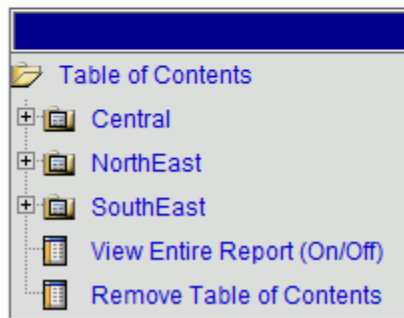 Table of Contents
Central
NorthEast
SouthEast
View Entire Report (On/Off)
Remove Table of Contents